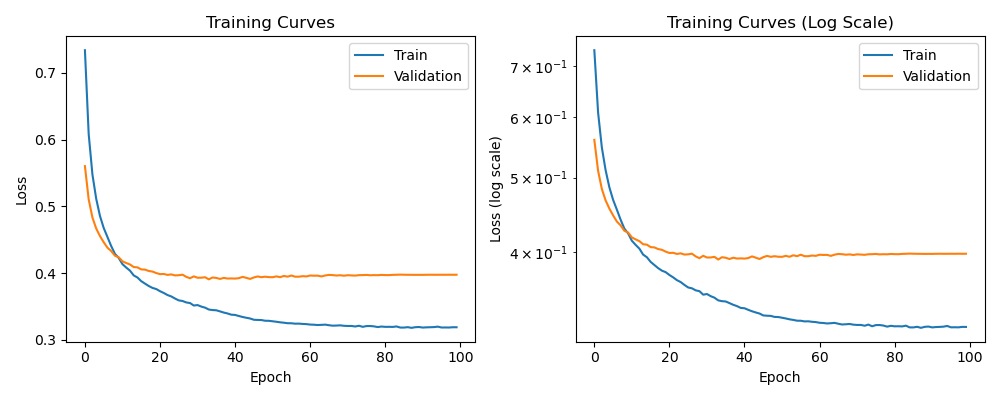 Training Curves
Train
Validation
Loss
0.7
0.6
0.5
0.4
0.3
0
20
40
60
80
100
Epoch
Training Curves (Log Scale)
Train
Validation
Loss (log scale)
7 × 10⁻¹
6 × 10⁻¹
5 × 10⁻¹
4 × 10⁻¹
0
20
40
60
80
100
Epoch